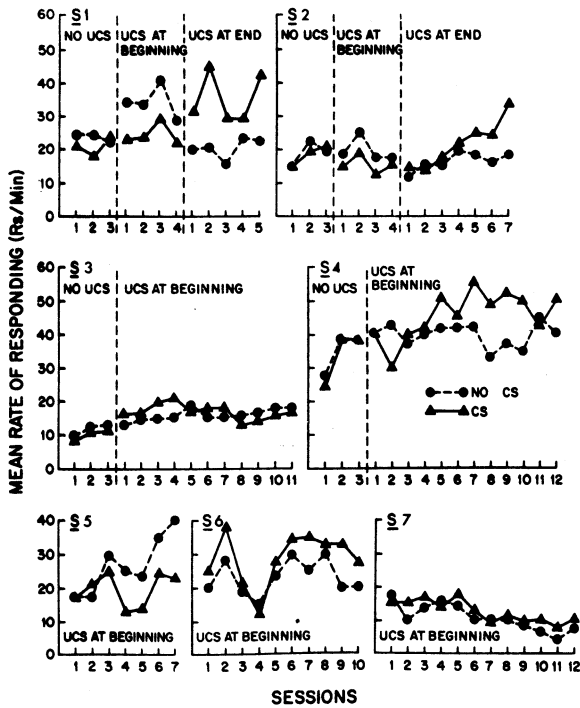 S1
NO UCS
UCS AT
BEGINNING
UCS AT END
60
50
40
30
20
10
0
1 2 3 1 2 3 4 1 2 3 4 5
S2
NO UCS
UCS AT
BEGINNING
UCS AT END
1 2 3 1 2 3 4 1 2 3 4 5 6 7
MEAN RATE OF RESPONDING (Rs/Min)
S3
NO UCS
UCS AT BEGINNING
60
50
40
30
20
10
0
1 2 3 1 2 3 4 5 6 7 8 9 10 11
S4
NO UCS
UCS AT
BEGINNING
NO CS
CS
1 2 3 1 2 3 4 5 6 7 8 9 10 11 12
S5
40
30
20
10
0
UCS AT BEGINNING
1 2 3 4 5 6 7
S6
UCS AT BEGINNING
1 2 3 4 5 6 7 8 9 10
S7
UCS AT BEGINNING
1 2 3 4 5 6 7 8 9 10 11 12
SESSIONS